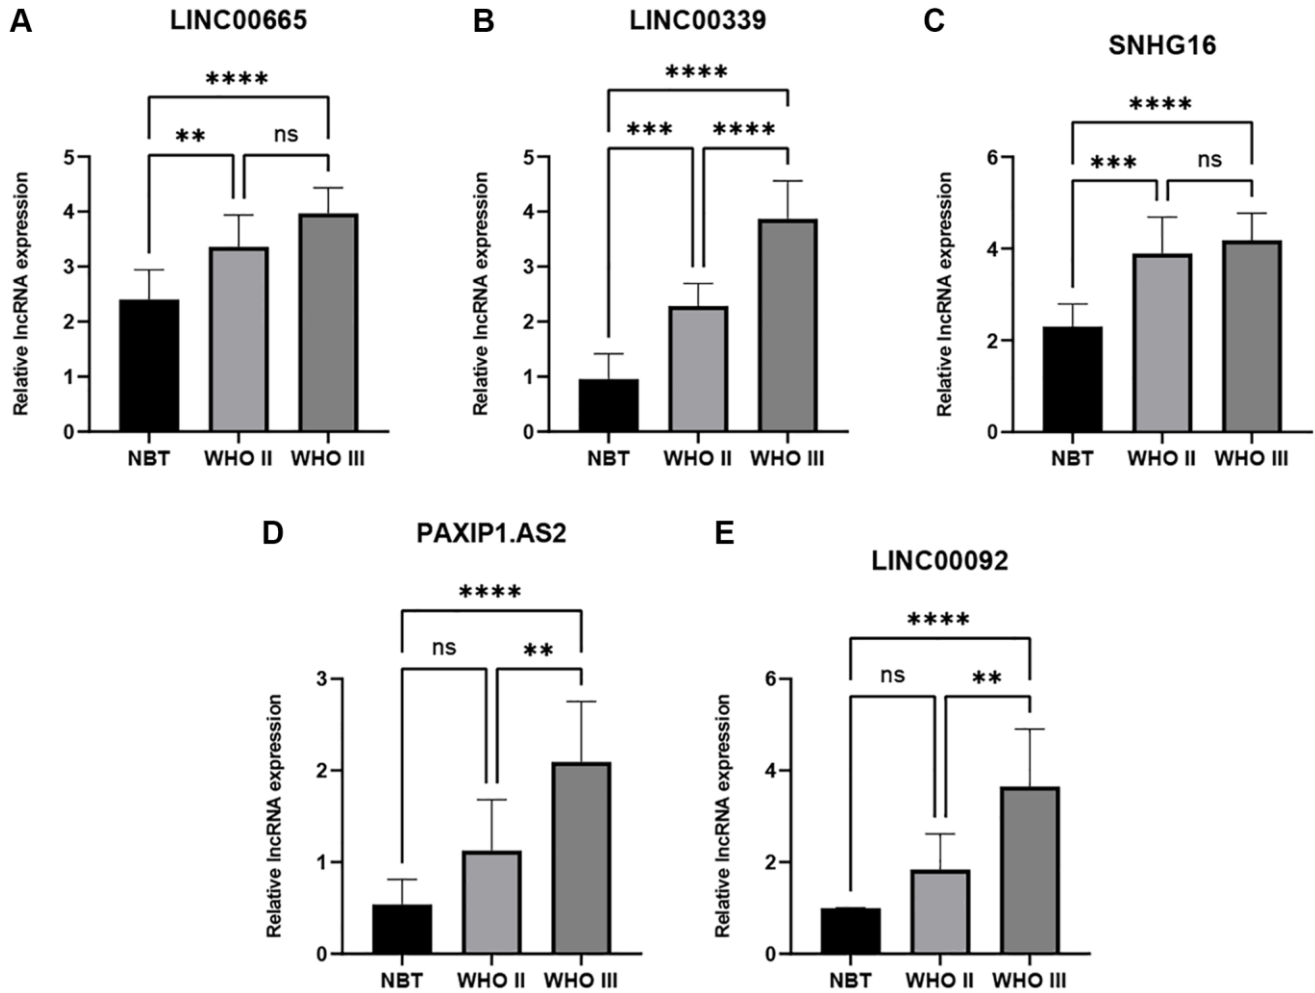 A
LINC00665
****
**
ns
Relative lncRNA expression
5
4
3
2
1
0
NBT
WHO II
WHO III
B
LINC00339
****
***
****
Relative lncRNA expression
5
4
3
2
1
0
NBT
WHO II
WHO III
C
SNHG16
****
***
ns
Relative lncRNA expression
6
4
2
0
NBT
WHO II
WHO III
D
PAXIP1.AS2
****
ns
**
Relative lncRNA expression
3
2
1
0
NBT
WHO II
WHO III
E
LINC00092
****
ns
**
Relative lncRNA expression
6
4
2
0
NBT
WHO II
WHO III